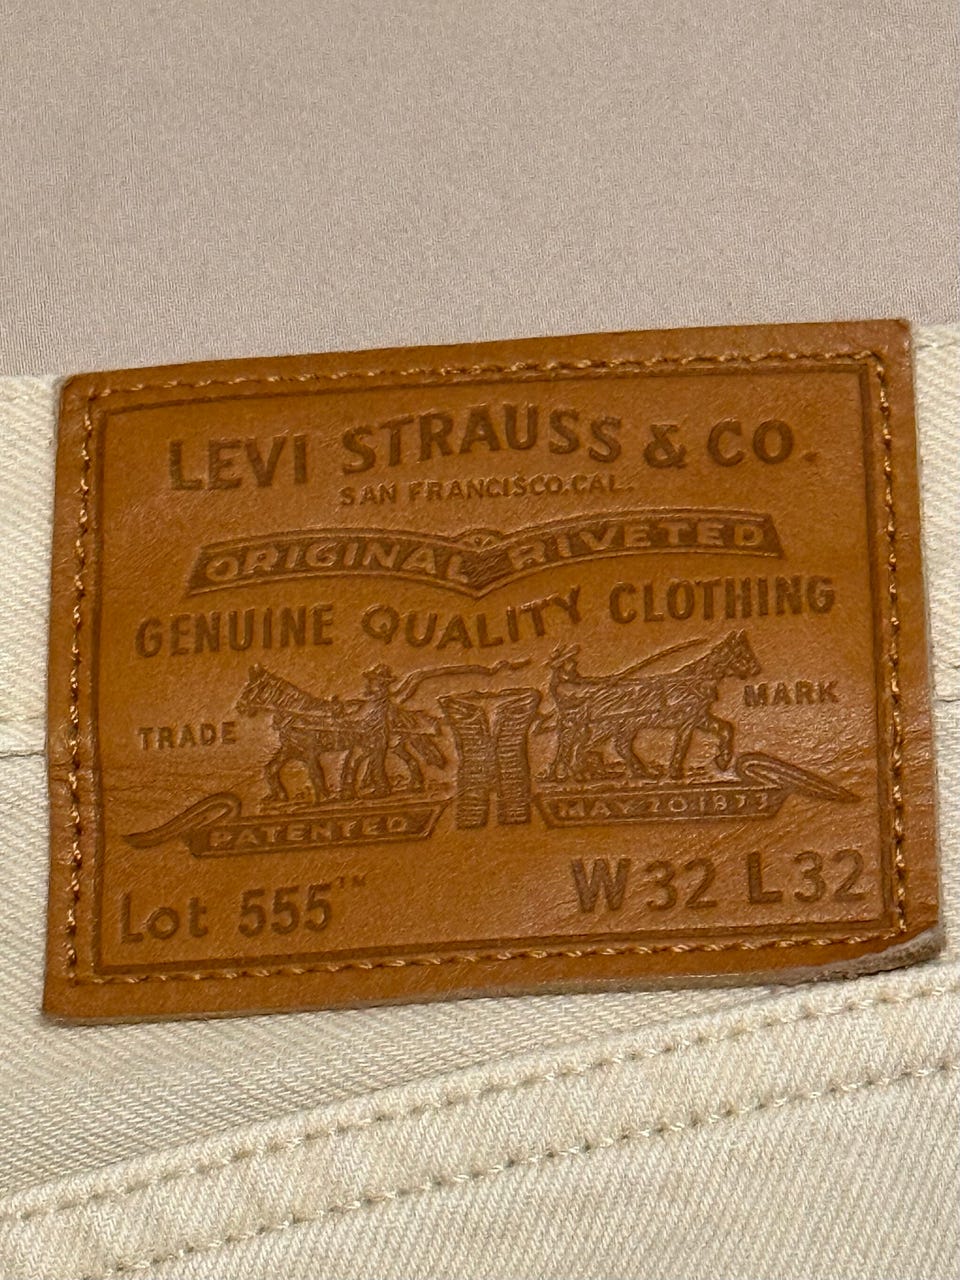 LEVI STRAUSS & CO.
SAN FRANCISCO, CAL.
ORIGINAL RIVETED
GENUINE QUALITY CLOTHING
TRADE MARK
PATENTED MAY 20 1873
Lot 555™ W32 L32